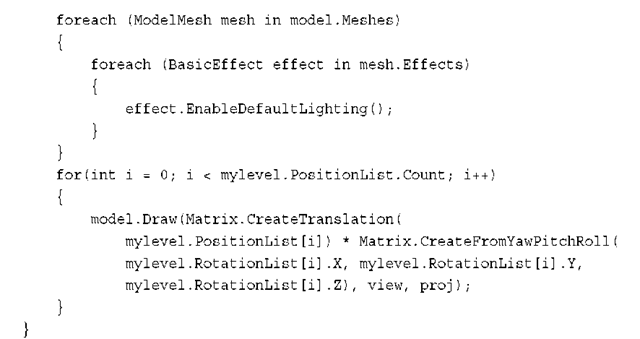 foreach (ModelMesh mesh in model.Meshes)
{
foreach (BasicEffect effect in mesh.Effects)
{
effect.EnableDefaultLighting();
}
}
for(int i = 0; i < mylevel.PositionList.Count; i++)
{
model.Draw(Matrix.CreateTranslation(
mylevel.PositionList[i]) * Matrix.CreateFromYawPitchRoll(
mylevel.RotationList[i].X, mylevel.RotationList[i].Y,
mylevel.RotationList[i].Z), view, proj);
}
}